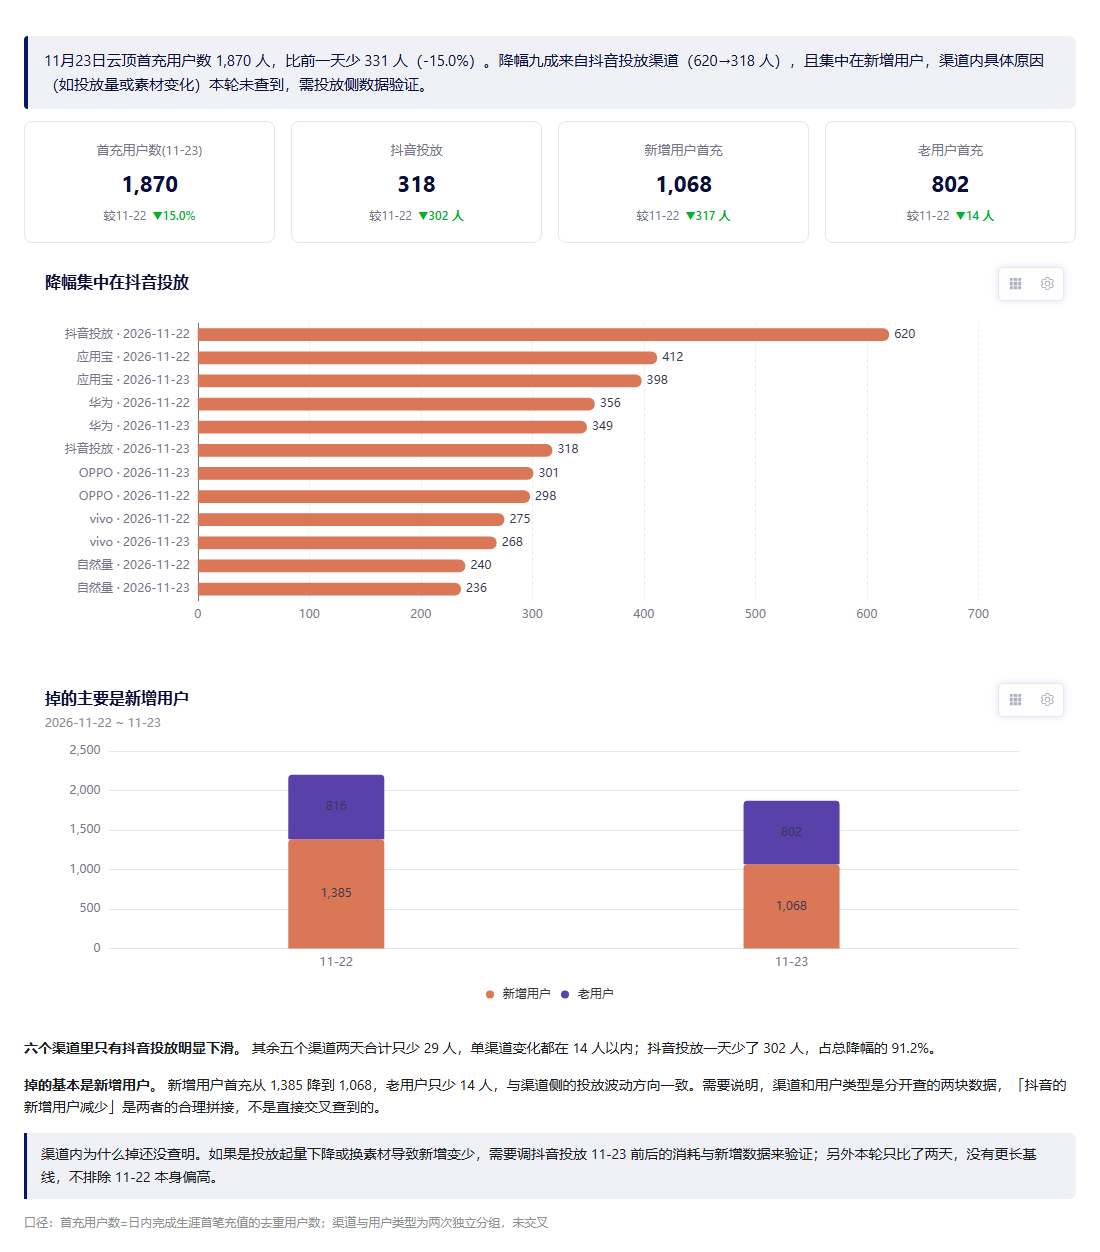 11月23日云顶首充用户数 1,870 人，比前一天少 331 人（-15.0%）。降幅九成来自抖音投放渠道（620→318 人），且集中在新增用户，渠道内具体原因
（如投放量或素材变化）本轮未查到，需投放侧数据验证。
首充用户数(11-23)
1,870
较11-22 ▼15.0%
抖音投放
318
较11-22 ▼302 人
新增用户首充
1,068
较11-22 ▼317 人
老用户首充
802
较11-22 ▼14 人
降幅集中在抖音投放
抖音投放 · 2026-11-22 620
应用宝 · 2026-11-22 412
应用宝 · 2026-11-23 398
华为 · 2026-11-22 356
华为 · 2026-11-23 349
抖音投放 · 2026-11-23 318
OPPO · 2026-11-23 301
OPPO · 2026-11-22 298
vivo · 2026-11-22 275
vivo · 2026-11-23 268
自然量 · 2026-11-22 240
自然量 · 2026-11-23 236
0 100 200 300 400 500 600 700
掉的主要是新增用户
2026-11-22 ~ 11-23
2,500
2,000
1,500
1,000
500
0
816
1,385
802
1,068
11-22 11-23
新增用户 老用户
六个渠道里只有抖音投放明显下滑。 其余五个渠道两天合计只少 29 人，单渠道变化都在 14 人以内；抖音投放一天少了 302 人，占总降幅的 91.2%。
掉的基本是新增用户。 新增用户首充从 1,385 降到 1,068，老用户只少 14 人，与渠道侧的投放波动方向一致。需要说明，渠道和用户类型是分开查的两块数据，「抖音的
新增用户减少」是两者的合理拼接，不是直接交叉查到的。
渠道内为什么掉还没查明。如果是投放起量下降或换素材导致新增变少，需要调抖音投放 11-23 前后的消耗与新增数据来验证；另外本轮只比了两天，没有更长基
线，不排除 11-22 本身偏高。
口径：首充用户数=日内完成生涯首笔充值的去重用户数；渠道与用户类型为两次独立分组，未交叉